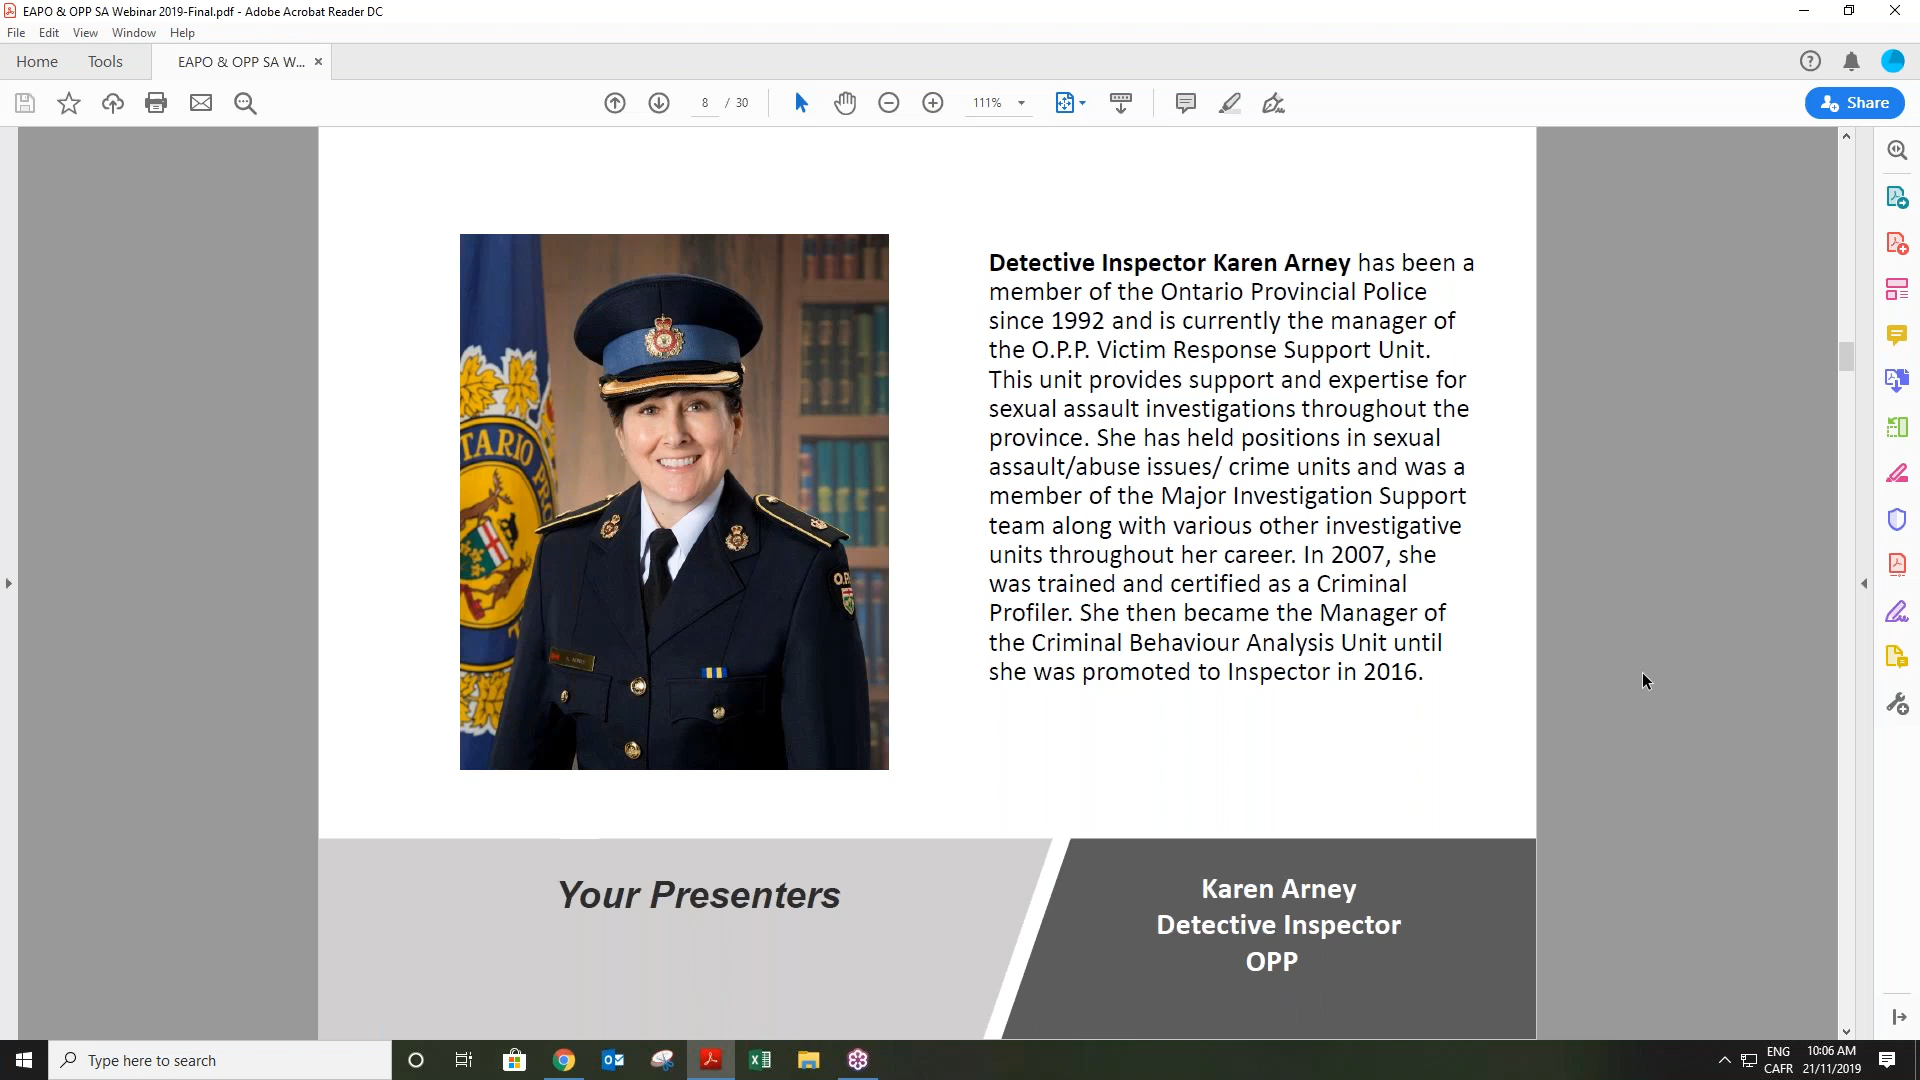 EAPO & OPP SA Webinar 2019-Final.pdf - Adobe Acrobat Reader DC
File Edit View Window Help
Home Tools EAPO & OPP SA W...
8 / 30 111% Share
Detective Inspector Karen Arney has been a
member of the Ontario Provincial Police
since 1992 and is currently the manager of
the O.P.P. Victim Response Support Unit.
This unit provides support and expertise for
sexual assault investigations throughout the
province. She has held positions in sexual
assault/abuse issues/ crime units and was a
member of the Major Investigation Support
team along with various other investigative
units throughout her career. In 2007, she
was trained and certified as a Criminal
Profiler. She then became the Manager of
the Criminal Behaviour Analysis Unit until
she was promoted to Inspector in 2016.
TARIO PRO
O.P.
Your Presenters
Karen Arney
Detective Inspector
OPP
Type here to search
ENG 10:06 AM
CAFR 21/11/2019